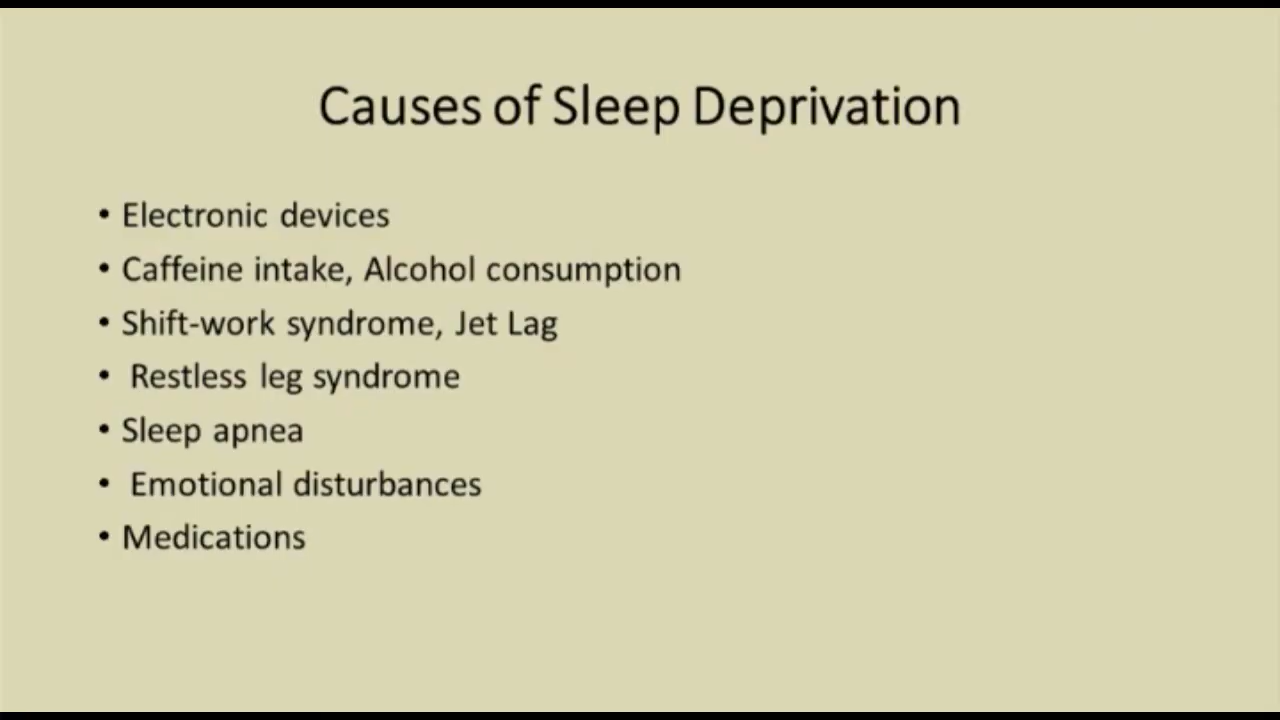 Causes of Sleep Deprivation
• Electronic devices
• Caffeine intake, Alcohol consumption
• Shift-work syndrome, Jet Lag
• Restless leg syndrome
• Sleep apnea
• Emotional disturbances
• Medications